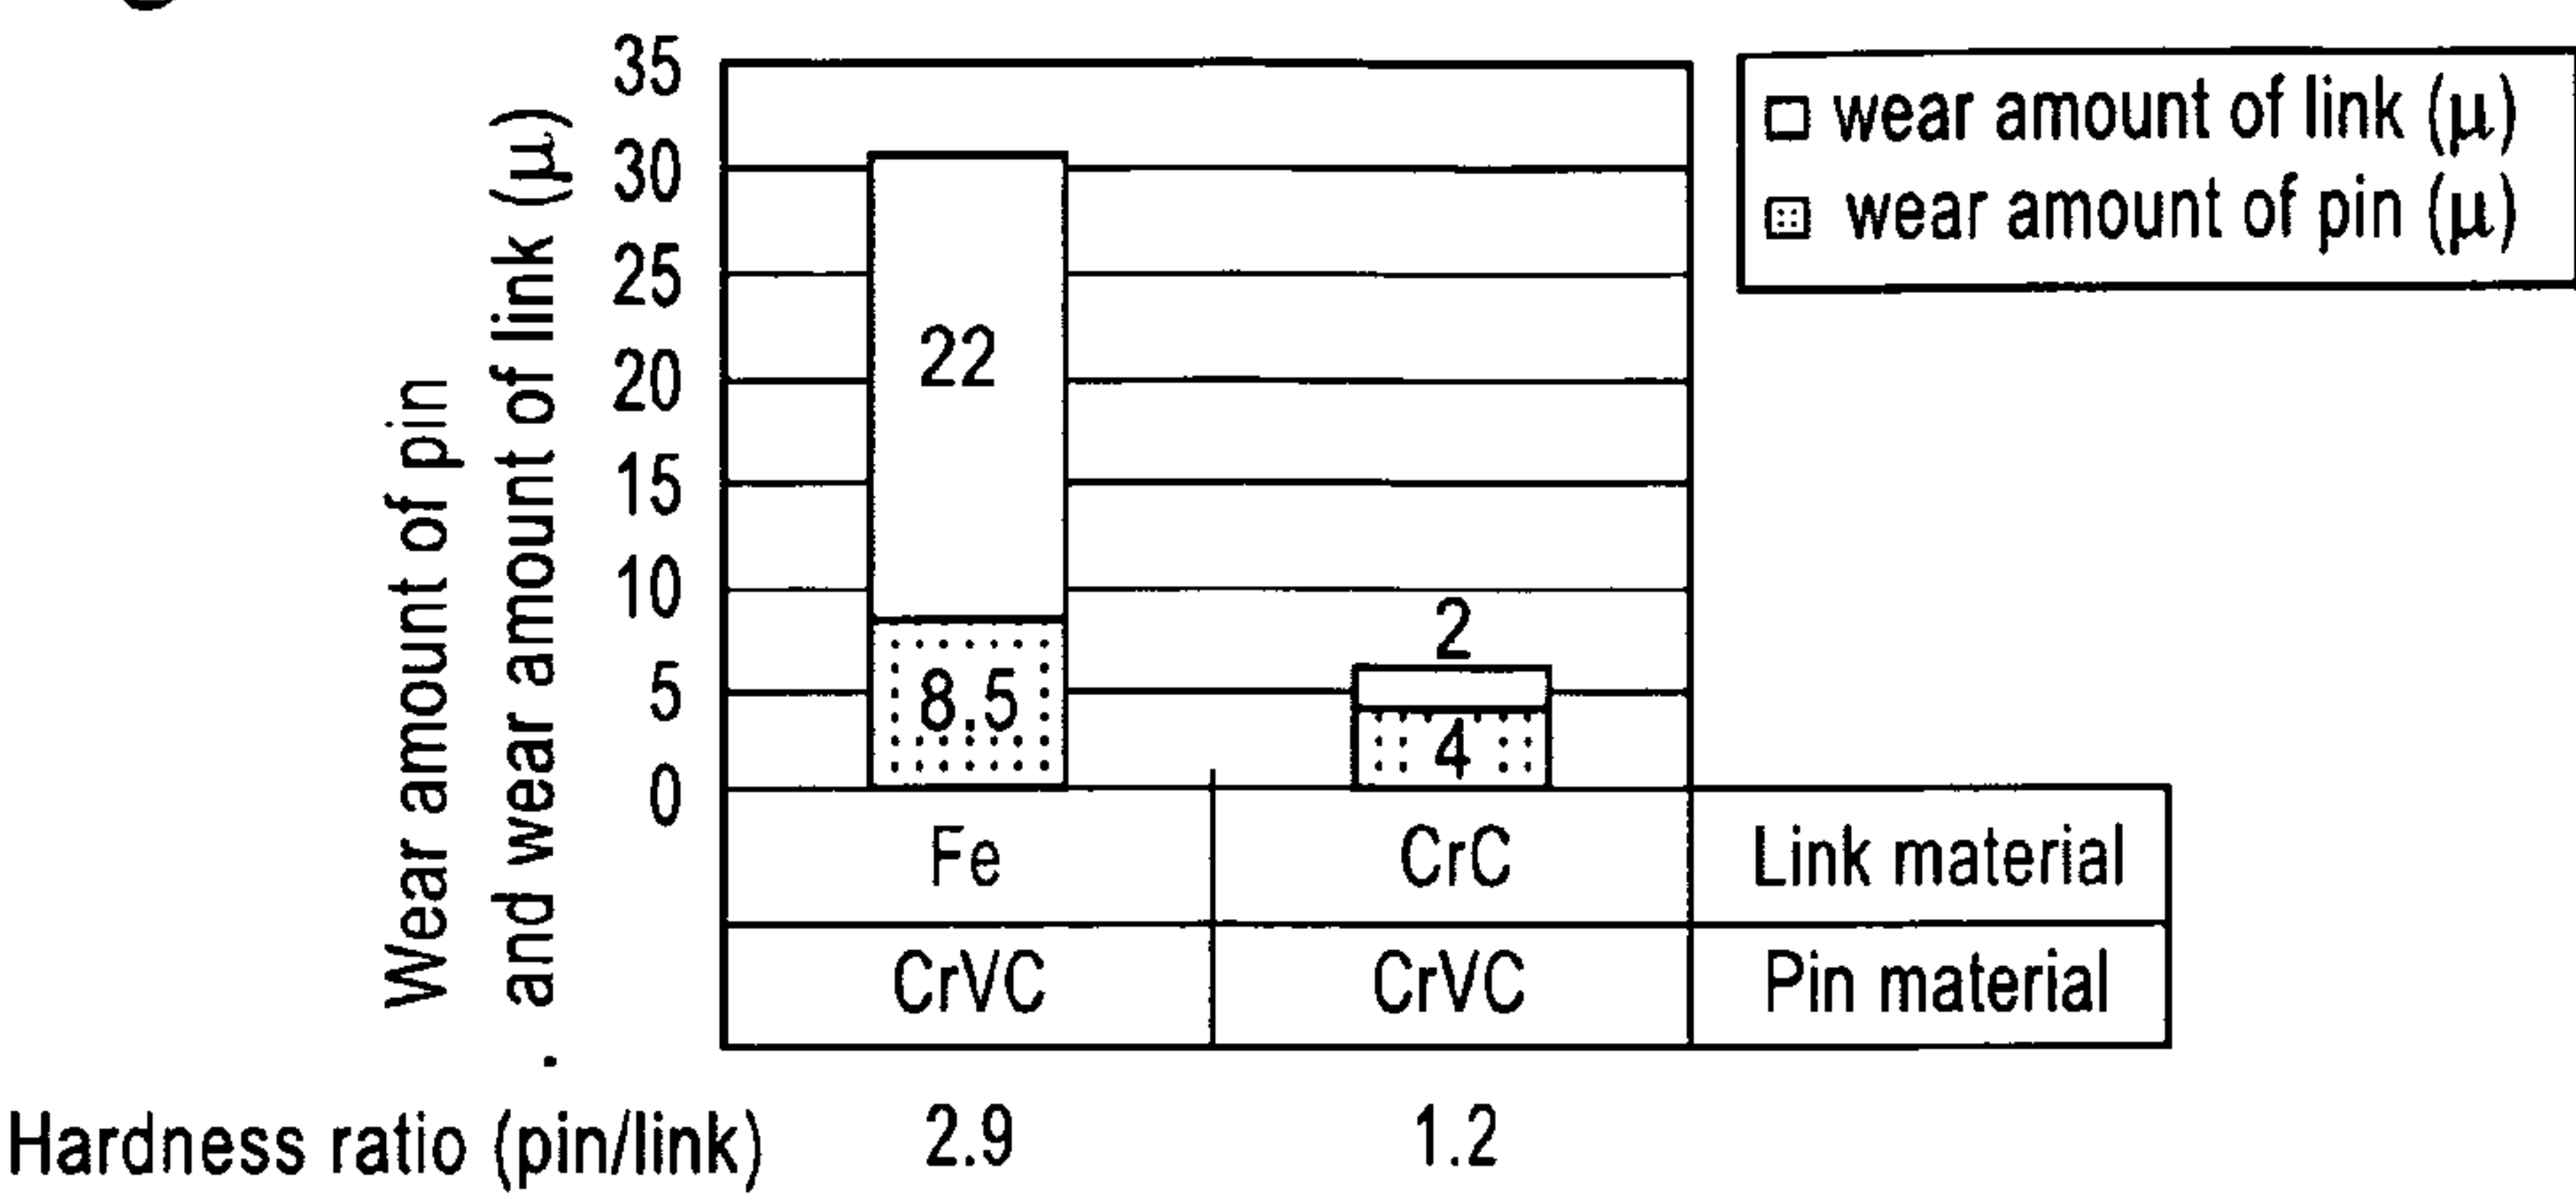 35
30
25
20
15
10
5
0
Wear amount of pin
and wear amount of link (μ)
wear amount of link (μ)
wear amount of pin (μ)
22
8.5
2
4
Fe CrC Link material
CrVC CrVC Pin material
Hardness ratio (pin/link) 2.9 1.2